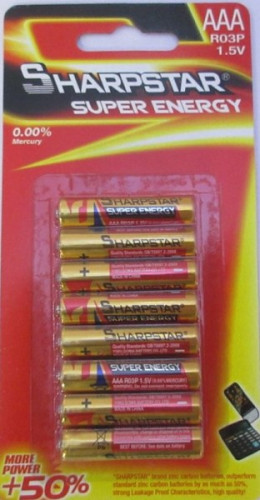 AAA
R03P
1.5V
SHARPSTAR®
SUPER ENERGY
0.00%
Mercury
SHARPSTAR
SUPER ENERGY
SHARPSTAR
+
SHARPSTAR
SHARPSTAR
SUPER ENERGY
AAA R03P 1.5V
+
MORE
POWER
+50%
"SHARPSTAR" brand zinc carbon batteries, outperform
standard zinc carbon batteries by as much as 50%,
strong Leakage Proof Characteristics, high quality!